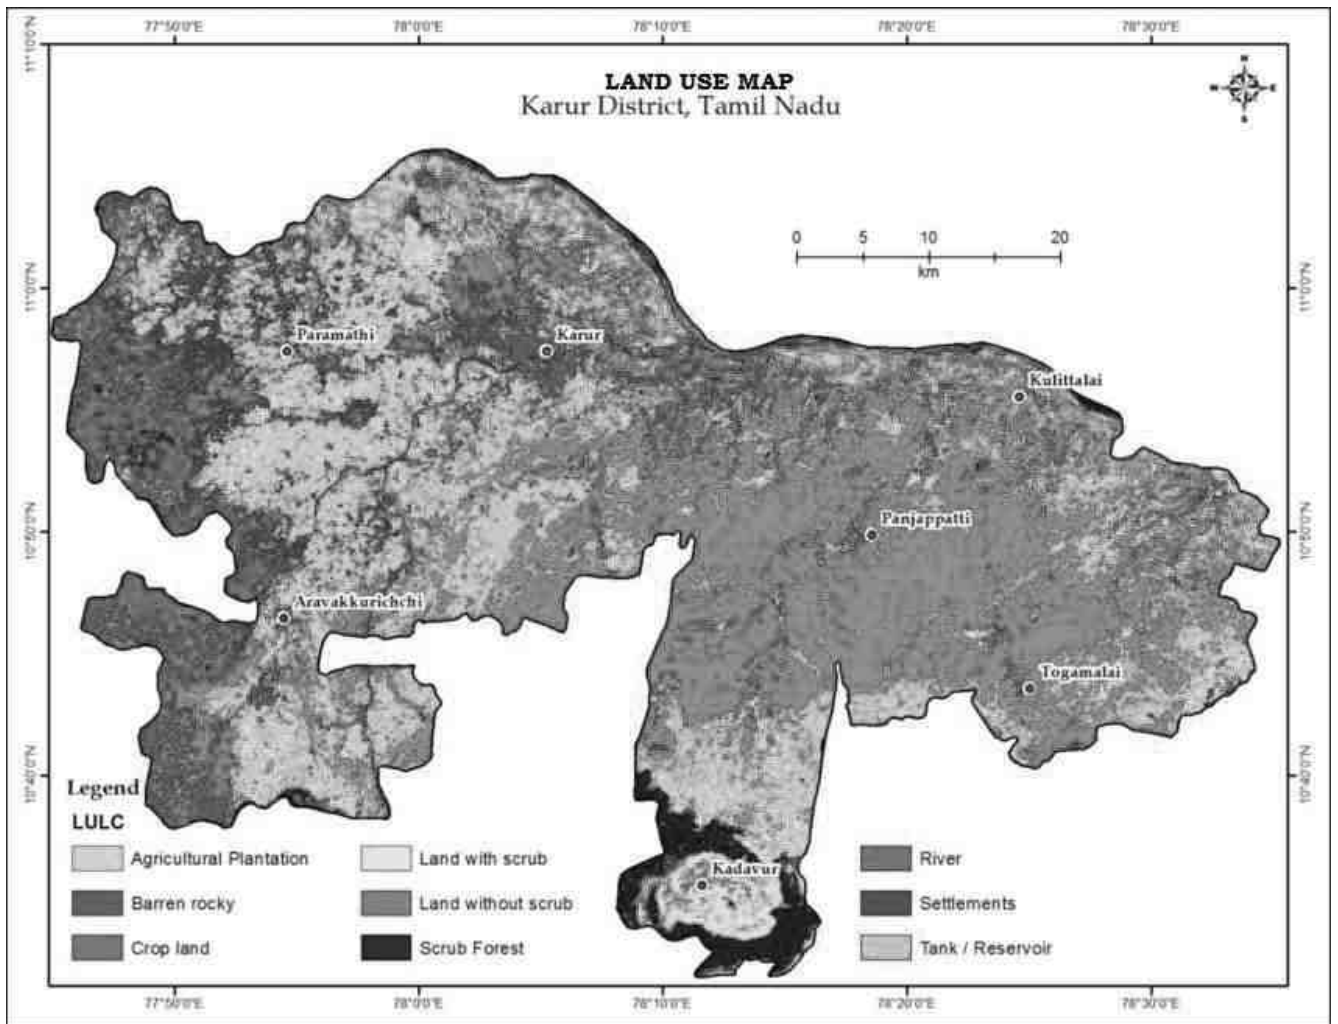 77°50'0"E 78°0'0"E 78°10'0"E 78°20'0"E 78°30'0"E
11°10'0"N
LAND USE MAP
Karur District, Tamil Nadu
N
W E
S
0 5 10 20
km
11°0'0"N 11°0'0"N
Paramathi
Karur
Kulittalai
Panjappatti
10°50'0"N 10°50'0"N
Aravakkurichchi
Togamalai
10°40'0"N 10°40'0"N
Kadavur
Legend
LULC
Agricultural Plantation Land with scrub River
Barren rocky Land without scrub Settlements
Crop land Scrub Forest Tank / Reservoir
77°50'0"E 78°0'0"E 78°10'0"E 78°20'0"E 78°30'0"E